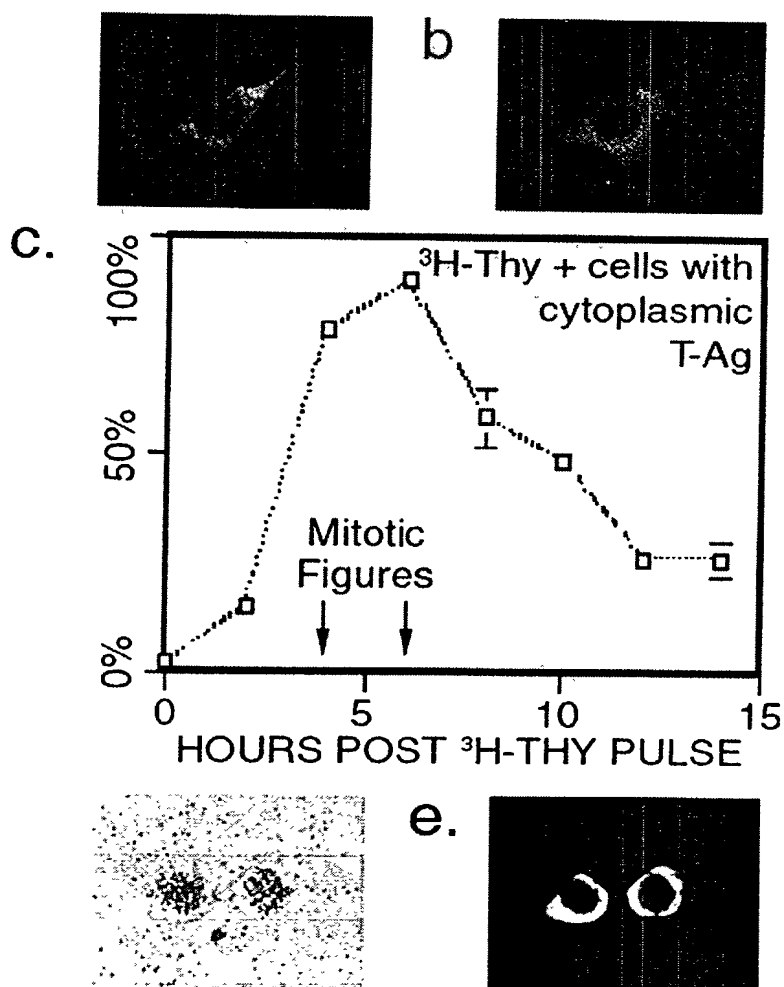 b
c.
100%
50%
0%
³H-Thy + cells with
cytoplasmic
T-Ag
Mitotic
Figures
0 5 10 15
HOURS POST ³H-THY PULSE
e.